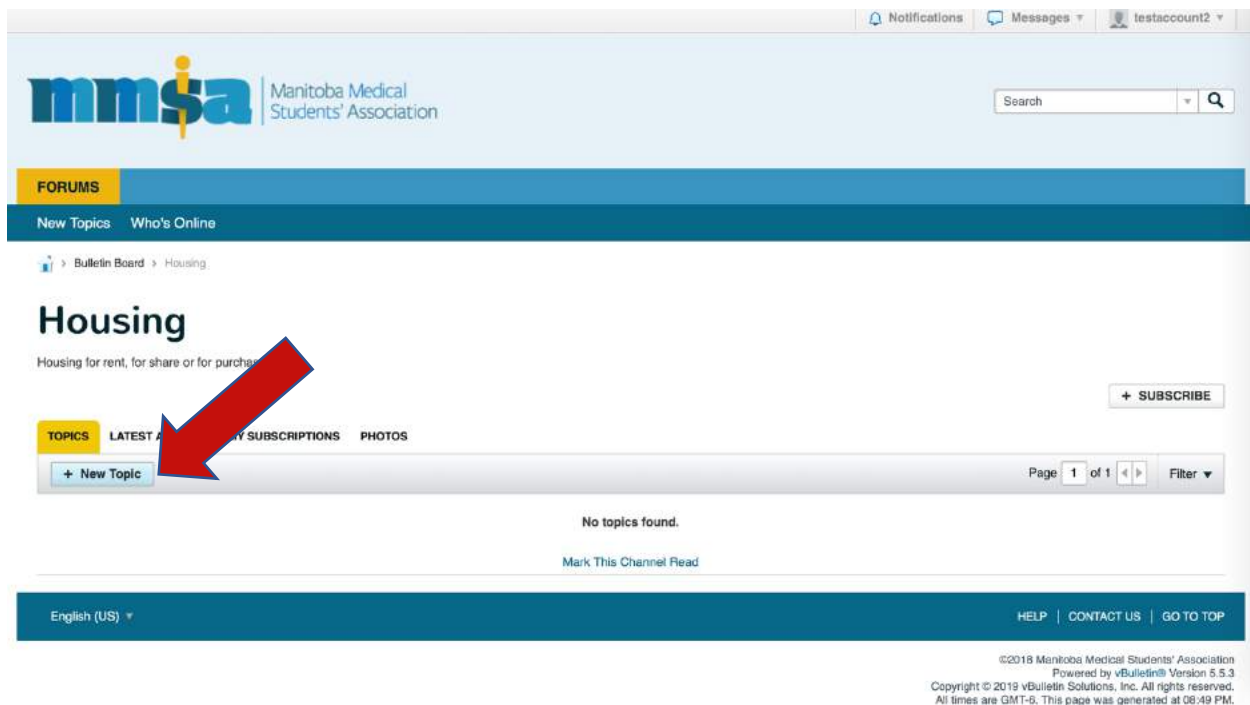 Notifications Messages testaccount2
mmsa Manitoba Medical
Students' Association
Search
FORUMS
New Topics Who's Online
> Bulletin Board > Housing
Housing
Housing for rent, for share or for
+ SUBSCRIBE
TOPICS LATEST SUBSCRIPTIONS PHOTOS
+ New Topic Page 1 of 1 Filter
No topics found.
Mark This Channel Read
English (US) HELP | CONTACT US | GO TO TOP
©2018 Manitoba Medical Students' Association
Powered by vBulletin® Version 5.5.3
Copyright © 2019 vBulletin Solutions, Inc. All rights reserved.
All times are GMT-6. This page was generated at 08:49 PM.